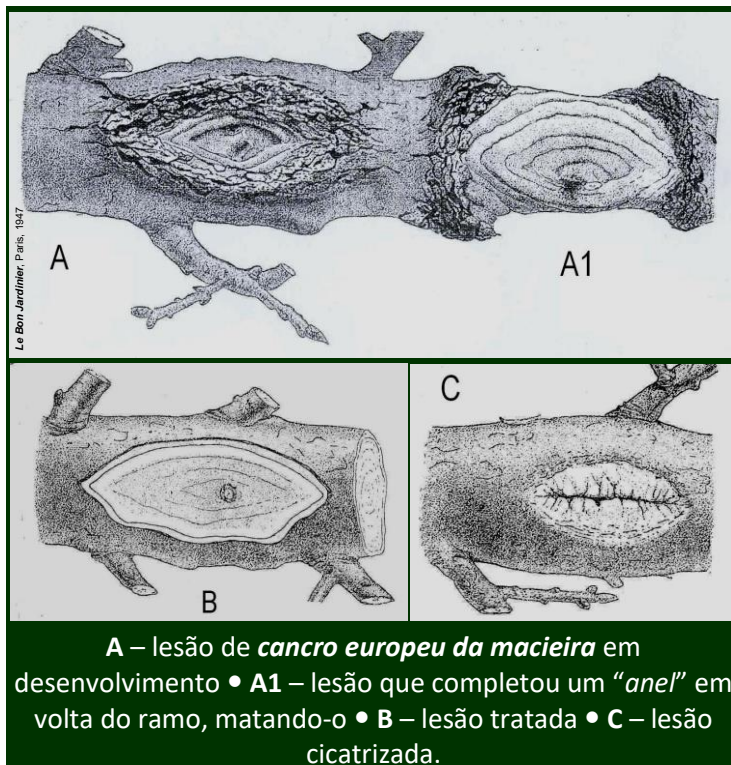 Le Bon Jardinier, Paris, 1947
A
A1
B
C
A – lesão de cancro europeu da macieira em
desenvolvimento • A1 – lesão que completou um “anel” em
volta do ramo, matando-o • B – lesão tratada • C – lesão
cicatrizada.